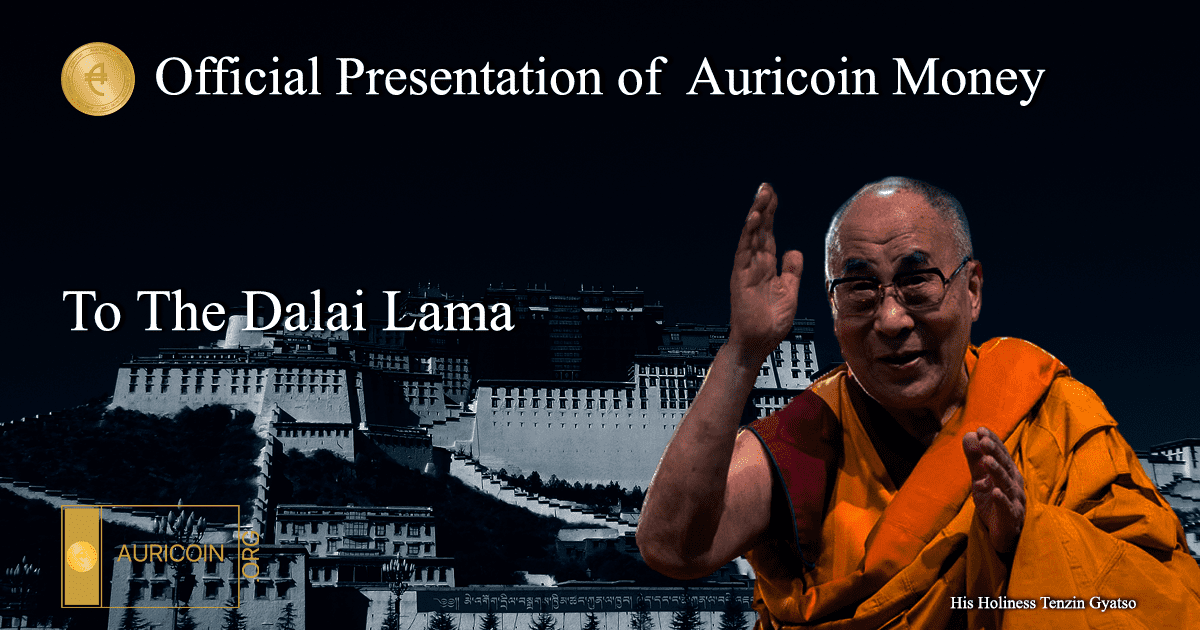 Official Presentation of Auricoin Money
To The Dalai Lama
AURICOIN
.ORG
His Holiness Tenzin Gyatso